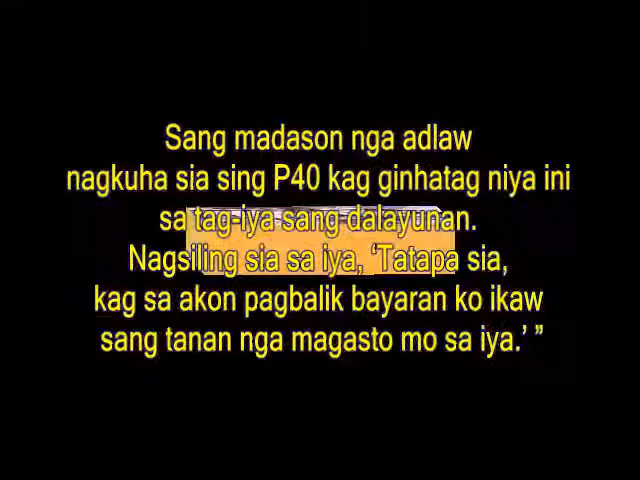 Sang madason nga adlaw
nagkuha sia sing P40 kag ginhatag niya ini
sa tag-iya sang dalayunan.
Nagsiling sia sa iya, ‘Tatapa sia,
kag sa akon pagbalik bayaran ko ikaw
sang tanan nga magasto mo sa iya.’ ”